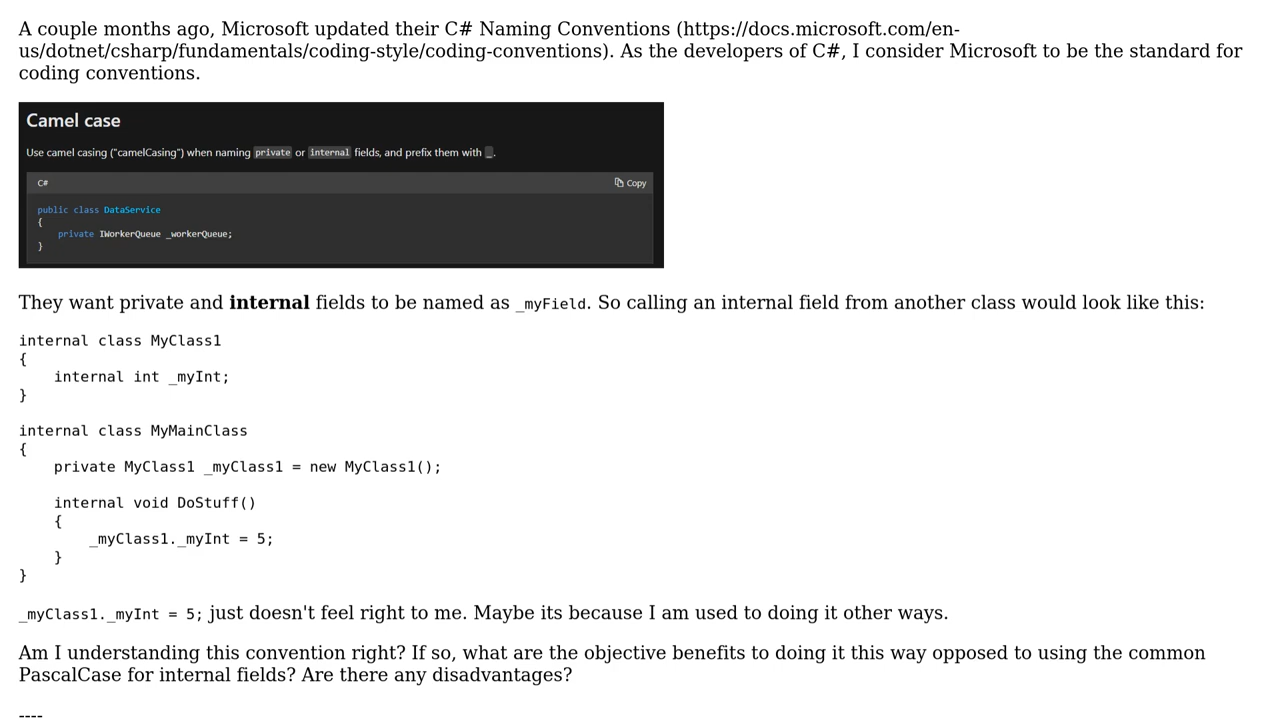 A couple months ago, Microsoft updated their C# Naming Conventions (https://docs.microsoft.com/en-
us/dotnet/csharp/fundamentals/coding-style/coding-conventions). As the developers of C#, I consider Microsoft to be the standard for
coding conventions.
Camel case
Use camel casing ("camelCasing") when naming private or internal fields, and prefix them with _.
C# Copy
public class DataService
{
    private IWorkerQueue _workerQueue;
}
They want private and internal fields to be named as _myField. So calling an internal field from another class would look like this:
internal class MyClass1
{
    internal int _myInt;
}
internal class MyMainClass
{
    private MyClass1 _myClass1 = new MyClass1();
    internal void DoStuff()
    {
        _myClass1._myInt = 5;
    }
}
_myClass1._myInt = 5; just doesn't feel right to me. Maybe its because I am used to doing it other ways.
Am I understanding this convention right? If so, what are the objective benefits to doing it this way opposed to using the common
PascalCase for internal fields? Are there any disadvantages?
----